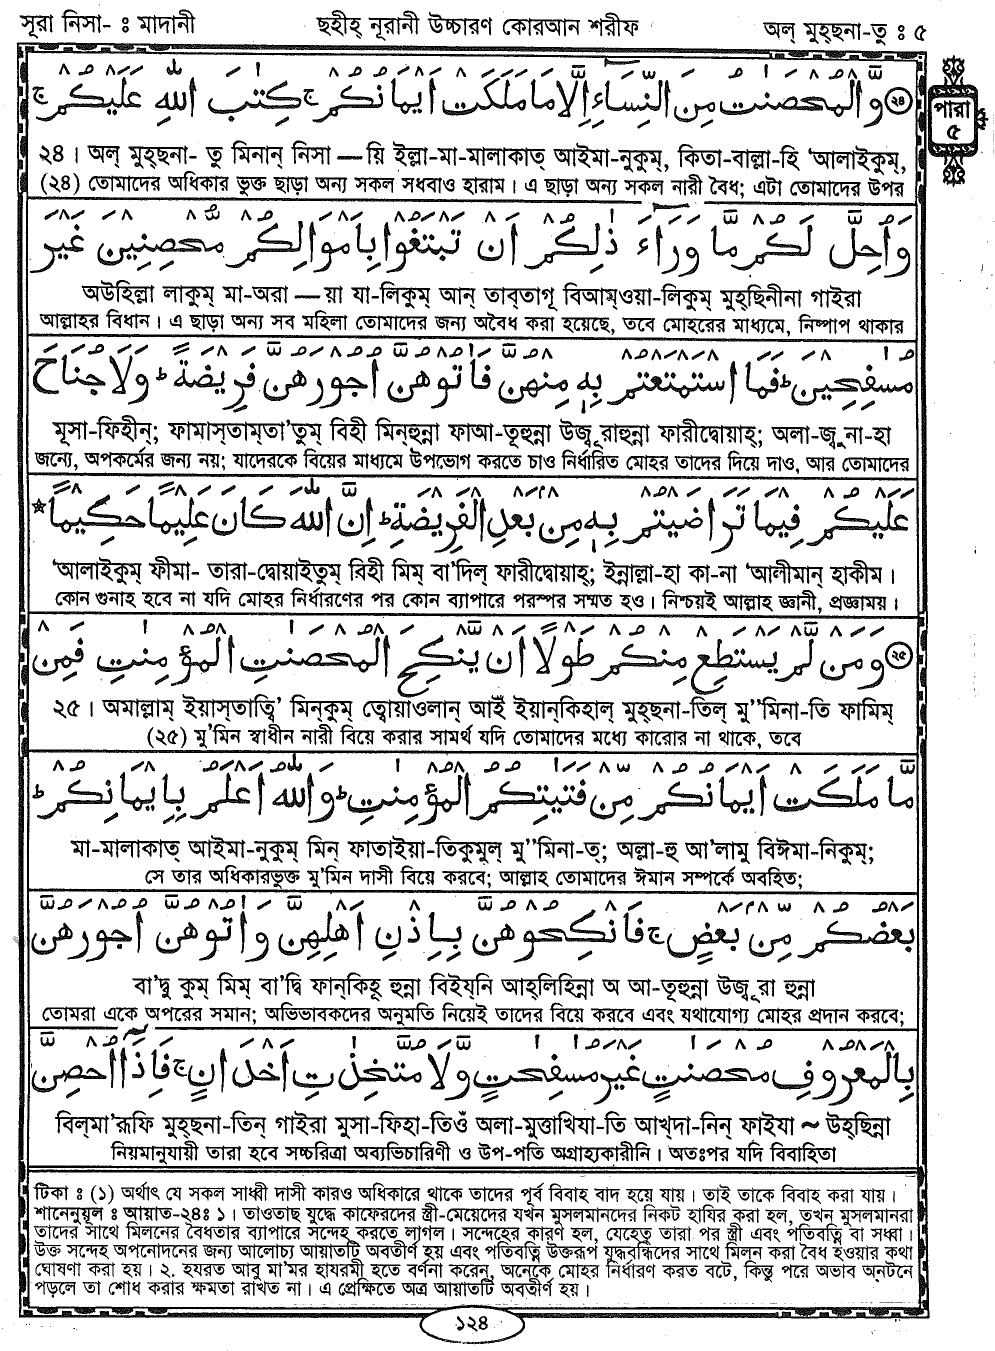 সূরা নিসা- ঃ মাদানী
ছহীহ্ নূরানী উচ্চারণ কোরআন শরীফ
অল্ মুহ্ছনা-তু ঃ ৫
পারা
৫
﴿২৪﴾ وَّالْمُحْصَنٰتُ مِنَ النِّسَآءِ اِلَّا مَا مَلَكَتْ اَيْمَانُكُمْ ج كِتٰبَ اللّٰهِ عَلَيْكُمْ ج
২৪। অল্ মুহ্ছনা- তু মিনান্ নিসা — য়ি ইল্লা-মা-মালাকাত্ আইমা-নুকুম্, কিতা-বাল্লা-হি 'আলাইকুম্,
(২৪) তোমাদের অধিকার ভুক্ত ছাড়া অন্য সকল সধবাও হারাম। এ ছাড়া অন্য সকল নারী বৈধ; এটা তোমাদের উপর
وَاُحِلَّ لَكُمْ مَّا وَرَآءَ ذٰلِكُمْ اَنْ تَبْتَغُوْا بِاَمْوَالِكُمْ مُّحْصِنِيْنَ غَيْرَ
অউহিল্লা লাকুম্ মা-অরা — য়া যা-লিকুম্ আন্ তাব্তাগূ বিআম্ওয়া-লিকুম্ মুহ্ছিনীনা গাইরা
আল্লাহর বিধান। এ ছাড়া অন্য সব মহিলা তোমাদের জন্য অবৈধ করা হয়েছে, তবে মোহরের মাধ্যমে, নিষ্পাপ থাকার
مُسٰفِحِيْنَ ط فَمَا اسْتَمْتَعْتُمْ بِهٖ مِنْهُنَّ فَاٰتُوْهُنَّ اُجُوْرَهُنَّ فَرِيْضَةً ط وَلَا جُنَاحَ
মূসা-ফিহীন্; ফামাস্তাম্তা'তুম্ বিহী মিন্হুন্না ফাআ-তূহুন্না উজূরাহুন্না ফারীদ্বোয়াহ্; অলা-জুনা-হা
জন্যে, অপকর্মের জন্য নয়; যাদেরকে বিয়ের মাধ্যমে উপভোগ করতে চাও নির্ধারিত মোহর তাদের দিয়ে দাও, আর তোমাদের
عَلَيْكُمْ فِيْمَا تَرٰضَيْتُمْ بِهٖ مِنْۢ بَعْدِ الْفَرِيْضَةِ ط اِنَّ اللّٰهَ كَانَ عَلِيْمًا حَكِيْمًا *
'আলাইকুম্ ফীমা- তারা-দ্বোয়াইতুম্ বিহী মিম্ বা'দিল্ ফারীদ্বোয়াহ্; ইন্নাল্লা-হা কা-না 'আলীমান্ হাকীম।
কোন গুনাহ হবে না যদি মোহর নির্ধারণের পর কোন ব্যাপারে পরস্পর সম্মত হও। নিশ্চয়ই আল্লাহ জ্ঞানী, প্রজ্ঞাময়।
﴿২৫﴾ وَمَنْ لَّمْ يَسْتَطِعْ مِنْكُمْ طَوْلًا اَنْ يَّنْكِحَ الْمُحْصَنٰتِ الْمُؤْمِنٰتِ فَمِنْ
২৫। অমাল্লাম্ ইয়াস্তাত্বি' মিন্কুম্ ত্বোয়াওলান্ আইঁ ইয়ান্কিহাল্ মুহ্ছনা-তিল্ মু''মিনা-তি ফামিম্
(২৫) মু'মিন স্বাধীন নারী বিয়ে করার সামর্থ যদি তোমাদের মধ্যে কারোর না থাকে, তবে
مَّا مَلَكَتْ اَيْمَانُكُمْ مِّنْ فَتَيٰتِكُمُ الْمُؤْمِنٰتِ ط وَاللّٰهُ اَعْلَمُ بِاِيْمَانِكُمْ ط
মা-মালাকাত্ আইমা-নুকুম্ মিন্ ফাতাইয়া-তিকুমুল্ মু''মিনা-ত্; অল্লা-হু আ'লামু বিঈমা-নিকুম্;
সে তার অধিকারভুক্ত মু'মিন দাসী বিয়ে করবে; আল্লাহ তোমাদের ঈমান সম্পর্কে অবহিত;
بَعْضُكُمْ مِّنْۢ بَعْضٍ ج فَانْكِحُوْهُنَّ بِاِذْنِ اَهْلِهِنَّ وَاٰتُوْهُنَّ اُجُوْرَهُنَّ
বা'দ্বু কুম্ মিম্ বা'দ্বি ফান্কিহূ হুন্না বিইয্নি আহ্লিহিন্না অ আ-তূহুন্না উজূরা হুন্না
তোমরা একে অপরের সমান; অভিভাবকদের অনুমতি নিয়েই তাদের বিয়ে করবে এবং যথাযোগ্য মোহর প্রদান করবে;
بِالْمَعْرُوْفِ مُحْصَنٰتٍ غَيْرَ مُسٰفِحٰتٍ وَّلَا مُتَّخِذٰتِ اَخْدَانٍ ج فَاِذَآ اُحْصِنَّ
বিল্মা'রূফি মুহ্ছনা-তিন্ গাইরা মুসা-ফিহা-তিওঁ অলা-মুত্তাখিযা-তি আখ্দা-নিন্ ফাইযা ~ উহ্ছিন্না
নিয়মানুযায়ী তারা হবে সচ্চরিত্রা অব্যভিচারিণী ও উপ-পতি অগ্রাহ্যকারীনি। অতঃপর যদি বিবাহিতা
টিকা ঃ (১) অর্থাৎ যে সকল সাধ্বী দাসী কারও অধিকারে থাকে তাদের পূর্ব বিবাহ বাদ হয়ে যায়। তাই তাকে বিবাহ করা যায়।
শানেনুযূল ঃ আয়াত-২৪ঃ ১। তাওতাছ যুদ্ধে কাফেরদের স্ত্রী-মেয়েদের যখন মুসলমানদের নিকট হাযির করা হল, তখন মুসলমানরা
তাদের সাথে মিলনের বৈধতার ব্যাপারে সন্দেহ করতে লাগল। সন্দেহের কারণ হল, যেহেতু তারা পর স্ত্রী এবং পতিবত্নি বা সধ্বা।
উক্ত সন্দেহ অপনোদনের জন্য আলোচ্য আয়াতটি অবতীর্ণ হয় এবং পতিবত্নি উক্তরূপ যুদ্ধবন্দিদের সাথে মিলন করা বৈধ হওয়ার কথা
ঘোষণা করা হয়। ২. হযরত আবু মা'মর হাযরমী হতে বর্ণনা করেন, অনেকে মোহর নির্ধারণ করত বটে, কিন্তু পরে অভাব অনটনে
পড়লে তা শোধ করার ক্ষমতা রাখত না। এ প্রেক্ষিতে অত্র আয়াতটি অবতীর্ণ হয়।
১২৪